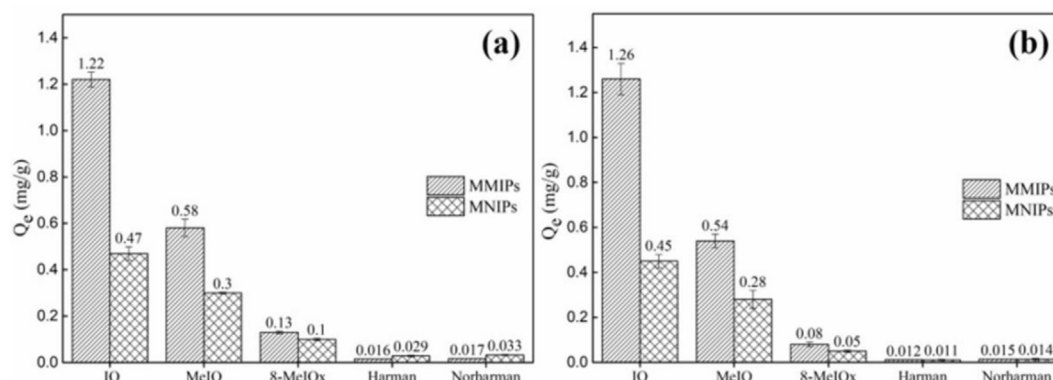 (a)
Qe (mg/g)
1.4
1.2
1.0
0.8
0.6
0.4
0.2
0.0
1.22
0.47
0.58
0.3
0.13
0.1
0.016
0.029
0.017
0.033
MMIPs
MNIPs
IQ
MeIQ
8-MeIQx
Harman
Norharman
(b)
Qe (mg/g)
1.4
1.2
1.0
0.8
0.6
0.4
0.2
0.0
1.26
0.45
0.54
0.28
0.08
0.05
0.012
0.011
0.015
0.014
MMIPs
MNIPs
IQ
MeIQ
8-MeIQx
Harman
Norharman